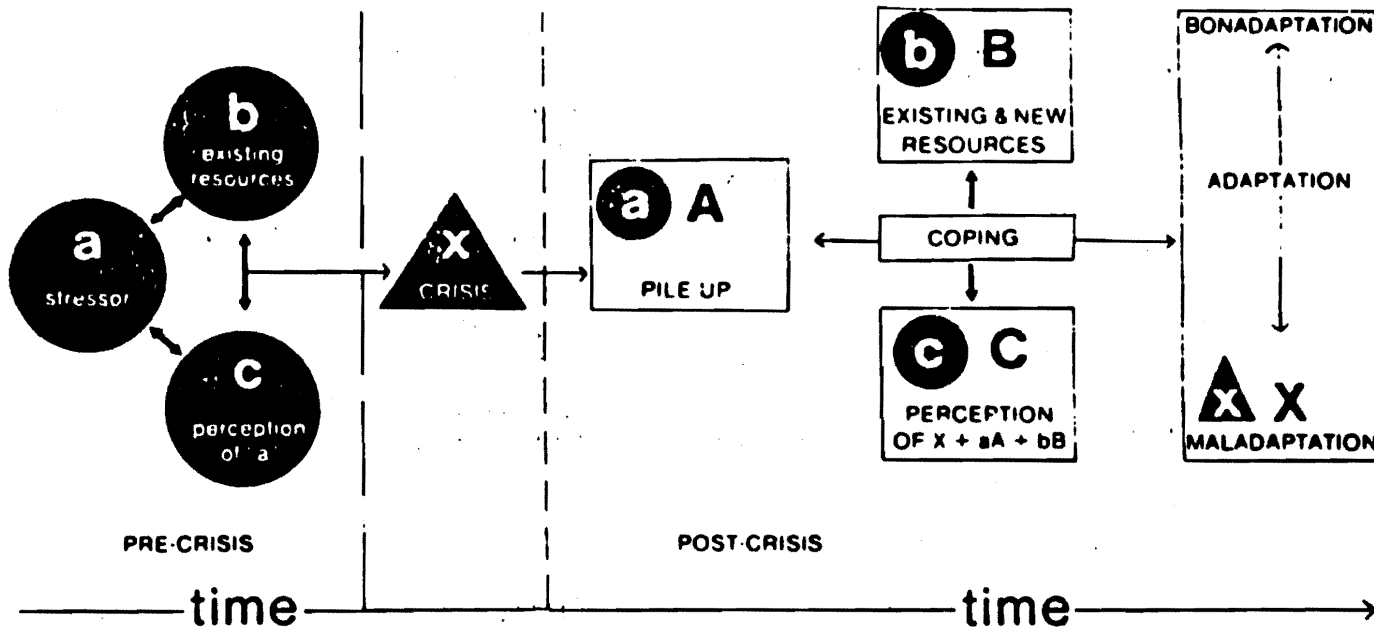 b
existing
resources
a
stressor
c
perception
of 'a'
x
CRISIS
a A
PILE UP
b B
EXISTING & NEW
RESOURCES
COPING
c C
PERCEPTION
OF X + aA + bB
BONADAPTATION
ADAPTATION
x X
MALADAPTATION
PRE-CRISIS
POST-CRISIS
time
time